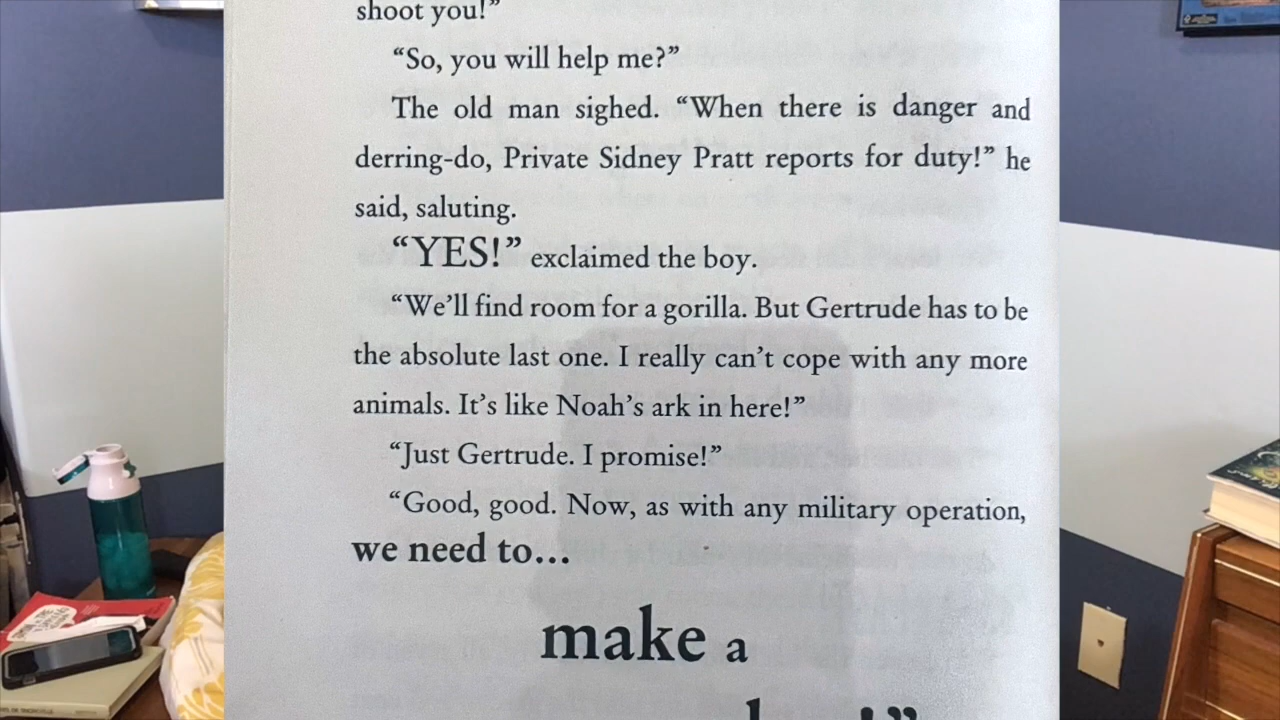 shoot you!”
“So, you will help me?”
The old man sighed. “When there is danger and
derring-do, Private Sidney Pratt reports for duty!” he
said, saluting.
“YES!” exclaimed the boy.
“We’ll find room for a gorilla. But Gertrude has to be
the absolute last one. I really can’t cope with any more
animals. It’s like Noah’s ark in here!”
“Just Gertrude. I promise!”
“Good, good. Now, as with any military operation,
we need to...
make a